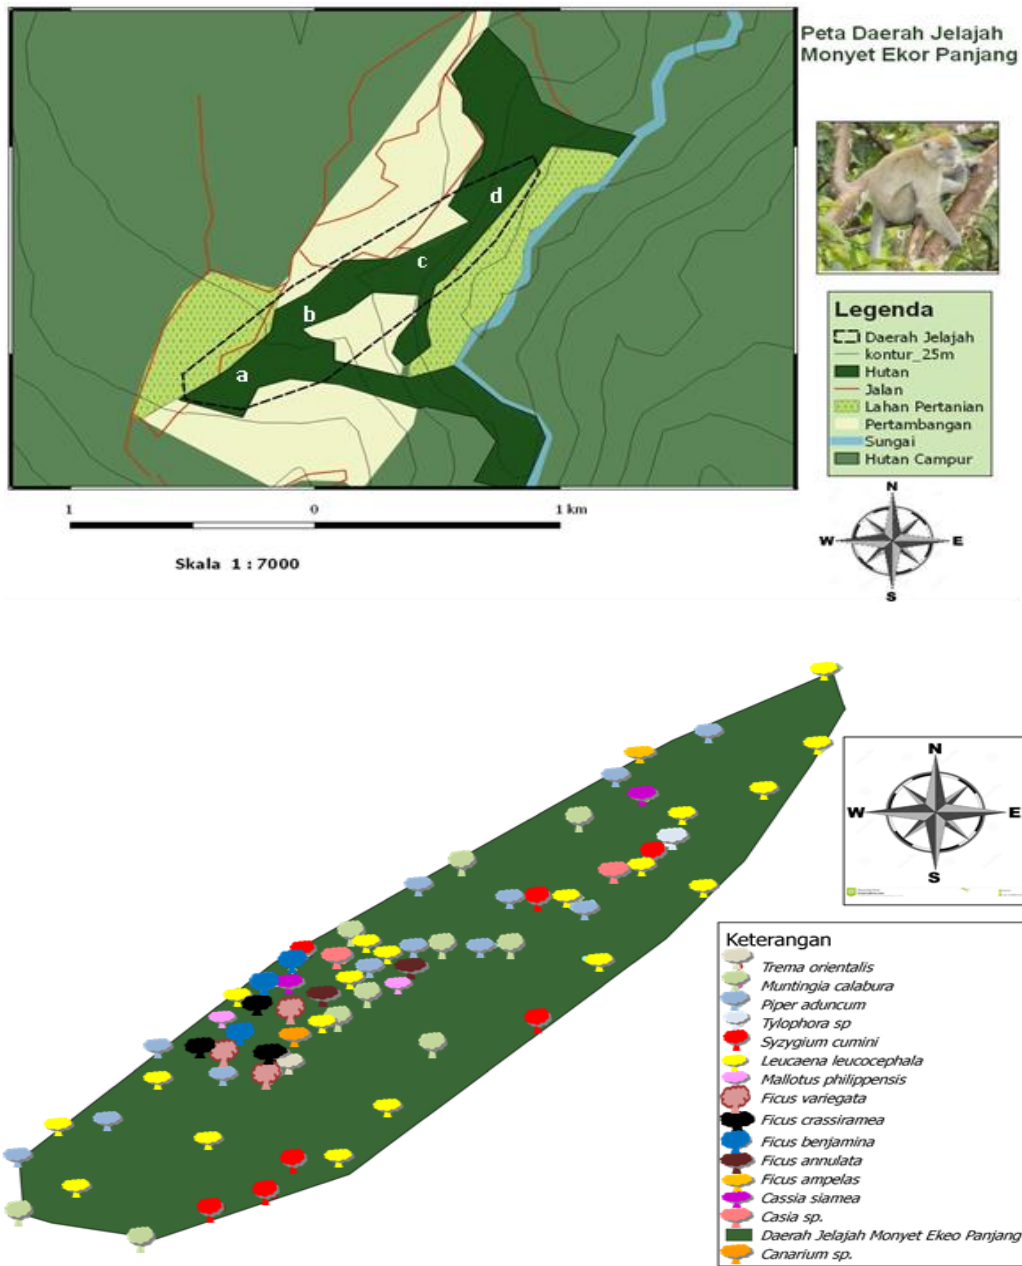 Peta Daerah Jelajah
Monyet Ekor Panjang
d
c
b
a
Legenda
Daerah Jelajah
kontur_25m
Hutan
Jalan
Lahan Pertanian
Pertambangan
Sungai
Hutan Campur
1
0
1 km
Skala 1 : 7000
N
W
E
S
N
W
E
S
Keterangan
Trema orientalis
Muntingia calabura
Piper aduncum
Tylophora sp
Syzygium cumini
Leucaena leucocephala
Mallotus philippensis
Ficus variegata
Ficus crassiramea
Ficus benjamina
Ficus annulata
Ficus ampelas
Cassia siamea
Casia sp.
Daerah Jelajah Monyet Ekeo Panjang
Canarium sp.